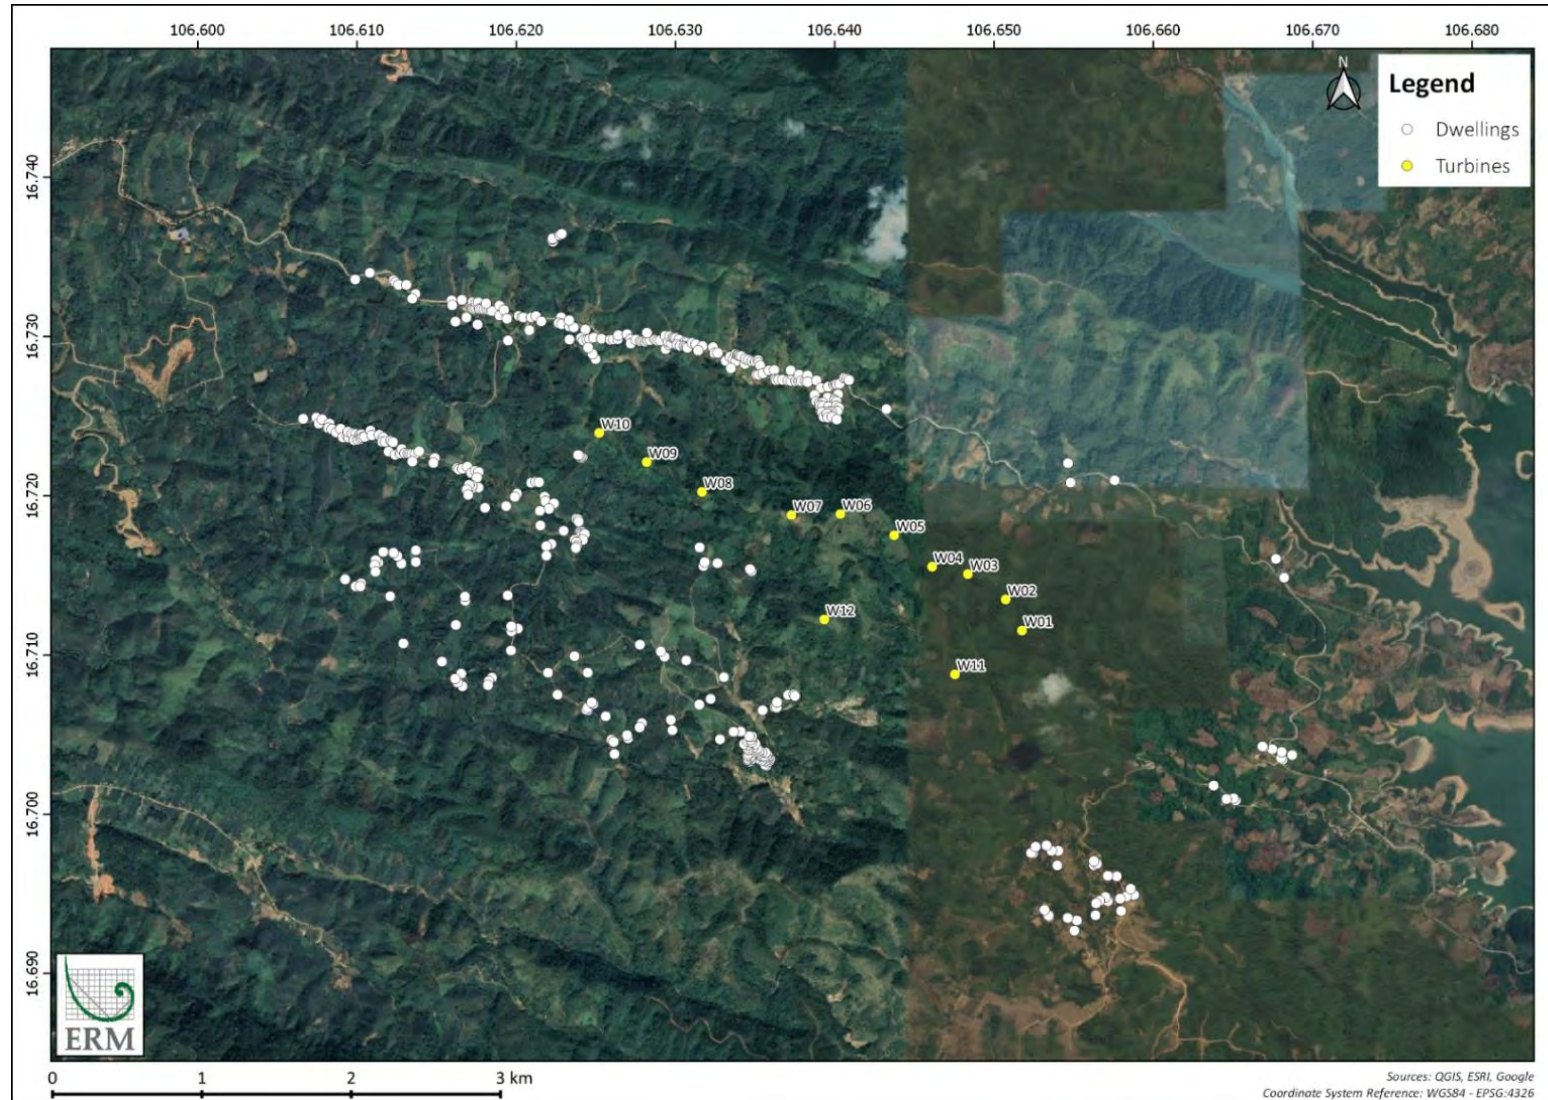 106.600 106.610 106.620 106.630 106.640 106.650 106.660 106.670 106.680
N
Legend
Dwellings
Turbines
16.740
16.730
16.720
16.710
16.700
16.690
W10
W09
W08
W07
W06
W05
W04
W03
W02
W12
W01
W11
ERM
0 1 2 3 km
Sources: QGIS, ESRI, Google
Coordinate System Reference: WGS84 - EPSG:4326